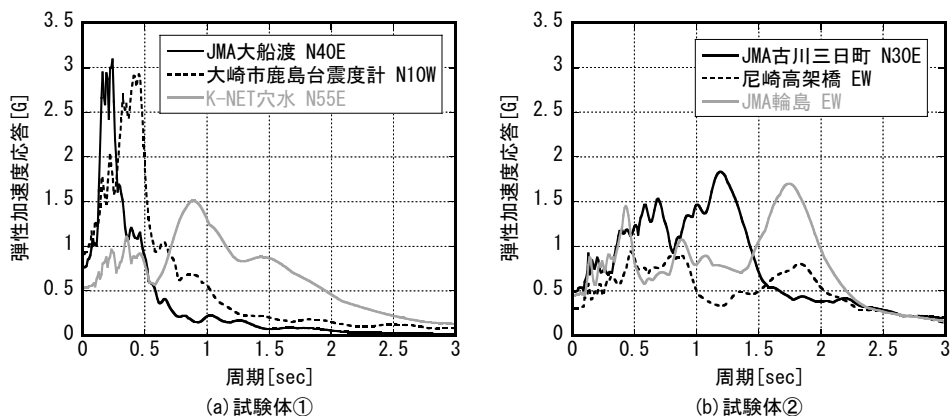 弾性加速度応答[G]
3.5
3
2.5
2
1.5
1
0.5
0
JMA大船渡 N40E
大崎市鹿島台震度計 N10W
K-NET穴水 N55E
0 0.5 1 1.5 2 2.5 3
周期[sec]
(a) 試験体①
弾性加速度応答[G]
3.5
3
2.5
2
1.5
1
0.5
0
JMA古川三日町 N30E
尼崎高架橋 EW
JMA輪島 EW
0 0.5 1 1.5 2 2.5 3
周期[sec]
(b) 試験体②